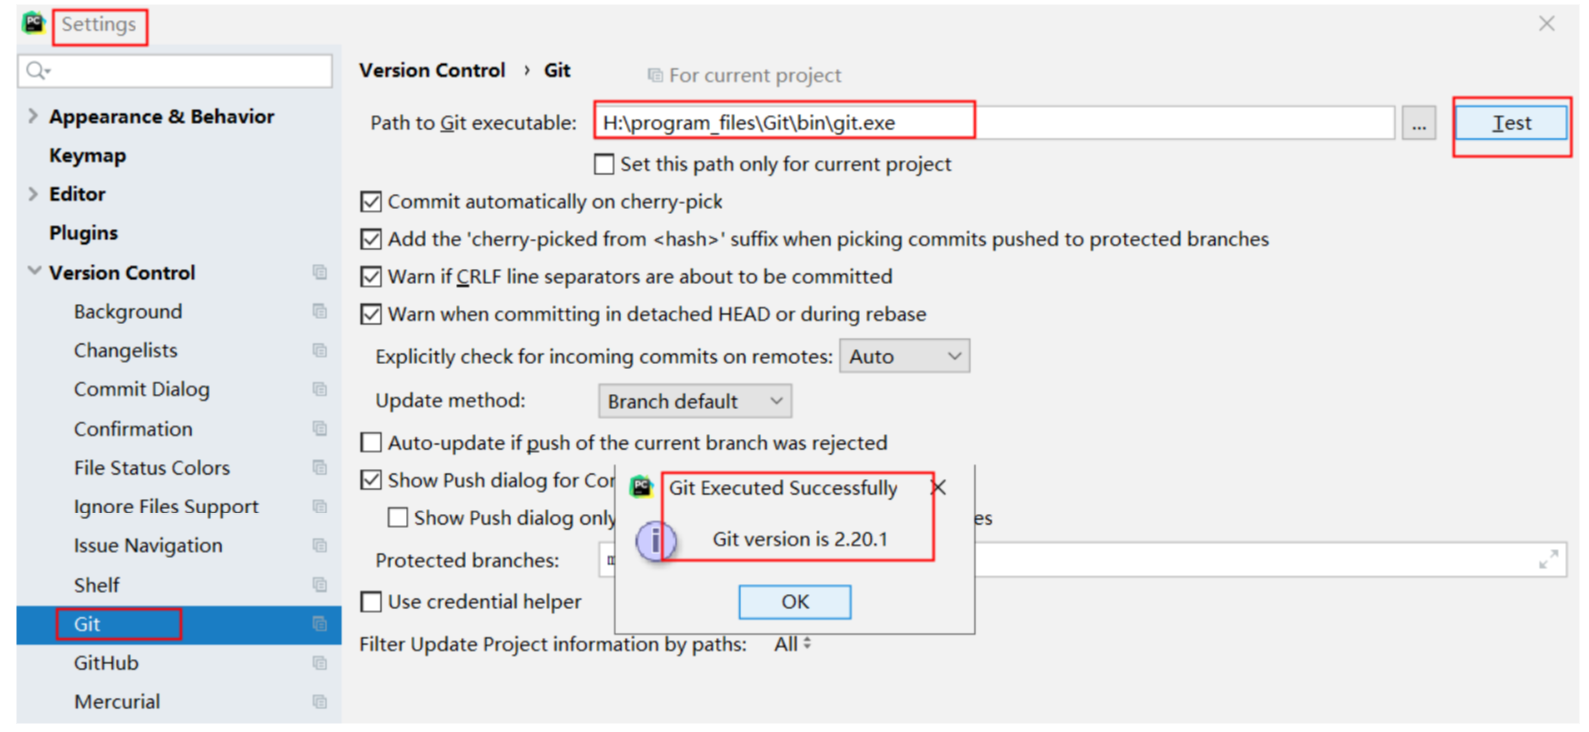 Settings
Appearance & Behavior
Keymap
Editor
Plugins
Version Control
Background
Changelists
Commit Dialog
Confirmation
File Status Colors
Ignore Files Support
Issue Navigation
Shelf
Git
GitHub
Mercurial
Version Control › Git
For current project
Path to Git executable: H:\program_files\Git\bin\git.exe ... Test
Set this path only for current project
Commit automatically on cherry-pick
Add the 'cherry-picked from <hash>' suffix when picking commits pushed to protected branches
Warn if CRLF line separators are about to be committed
Warn when committing in detached HEAD or during rebase
Explicitly check for incoming commits on remotes: Auto
Update method: Branch default
Auto-update if push of the current branch was rejected
Show Push dialog for
Show Push dialog only
Protected branches:
Use credential helper
Filter Update Project information by paths: All
Git Executed Successfully
Git version is 2.20.1
OK